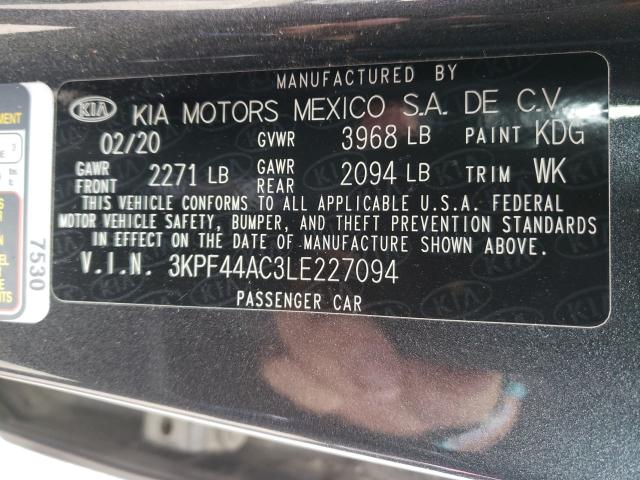 MANUFACTURED BY
KIA KIA MOTORS MEXICO S.A. DE C.V.
02/20 GVWR 3968 LB PAINT KDG
GAWR FRONT 2271 LB GAWR REAR 2094 LB TRIM WK
THIS VEHICLE CONFORMS TO ALL APPLICABLE U.S.A. FEDERAL
MOTOR VEHICLE SAFETY, BUMPER, AND THEFT PREVENTION STANDARDS
IN EFFECT ON THE DATE OF MANUFACTURE SHOWN ABOVE.
V.I.N. 3KPF44AC3LE227094
PASSENGER CAR
7530